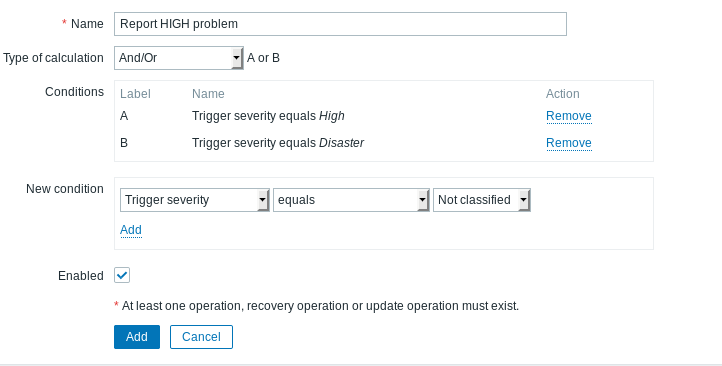 * Name Report HIGH problem
Type of calculation And/Or A or B
Conditions Label Name Action
A Trigger severity equals High Remove
B Trigger severity equals Disaster Remove
New condition
Trigger severity equals Not classified
Add
Enabled
* At least one operation, recovery operation or update operation must exist.
Add Cancel